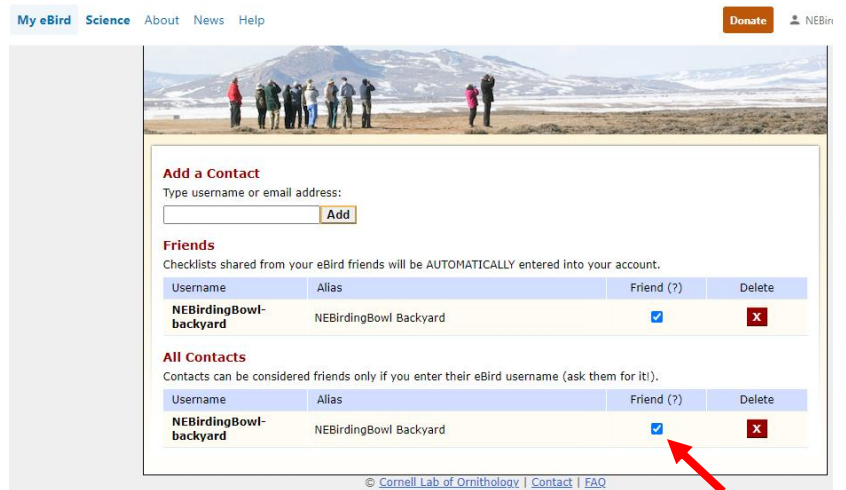 My eBird Science About News Help Donate NEBir
Add a Contact
Type username or email address:
Add
Friends
Checklists shared from your eBird friends will be AUTOMATICALLY entered into your account.
Username Alias Friend (?) Delete
NEBirdingBowl-
backyard
NEBirdingBowl Backyard X
All Contacts
Contacts can be considered friends only if you enter their eBird username (ask them for it!).
Username Alias Friend (?) Delete
NEBirdingBowl-
backyard
NEBirdingBowl Backyard X
© Cornell Lab of Ornithology | Contact | FAQ